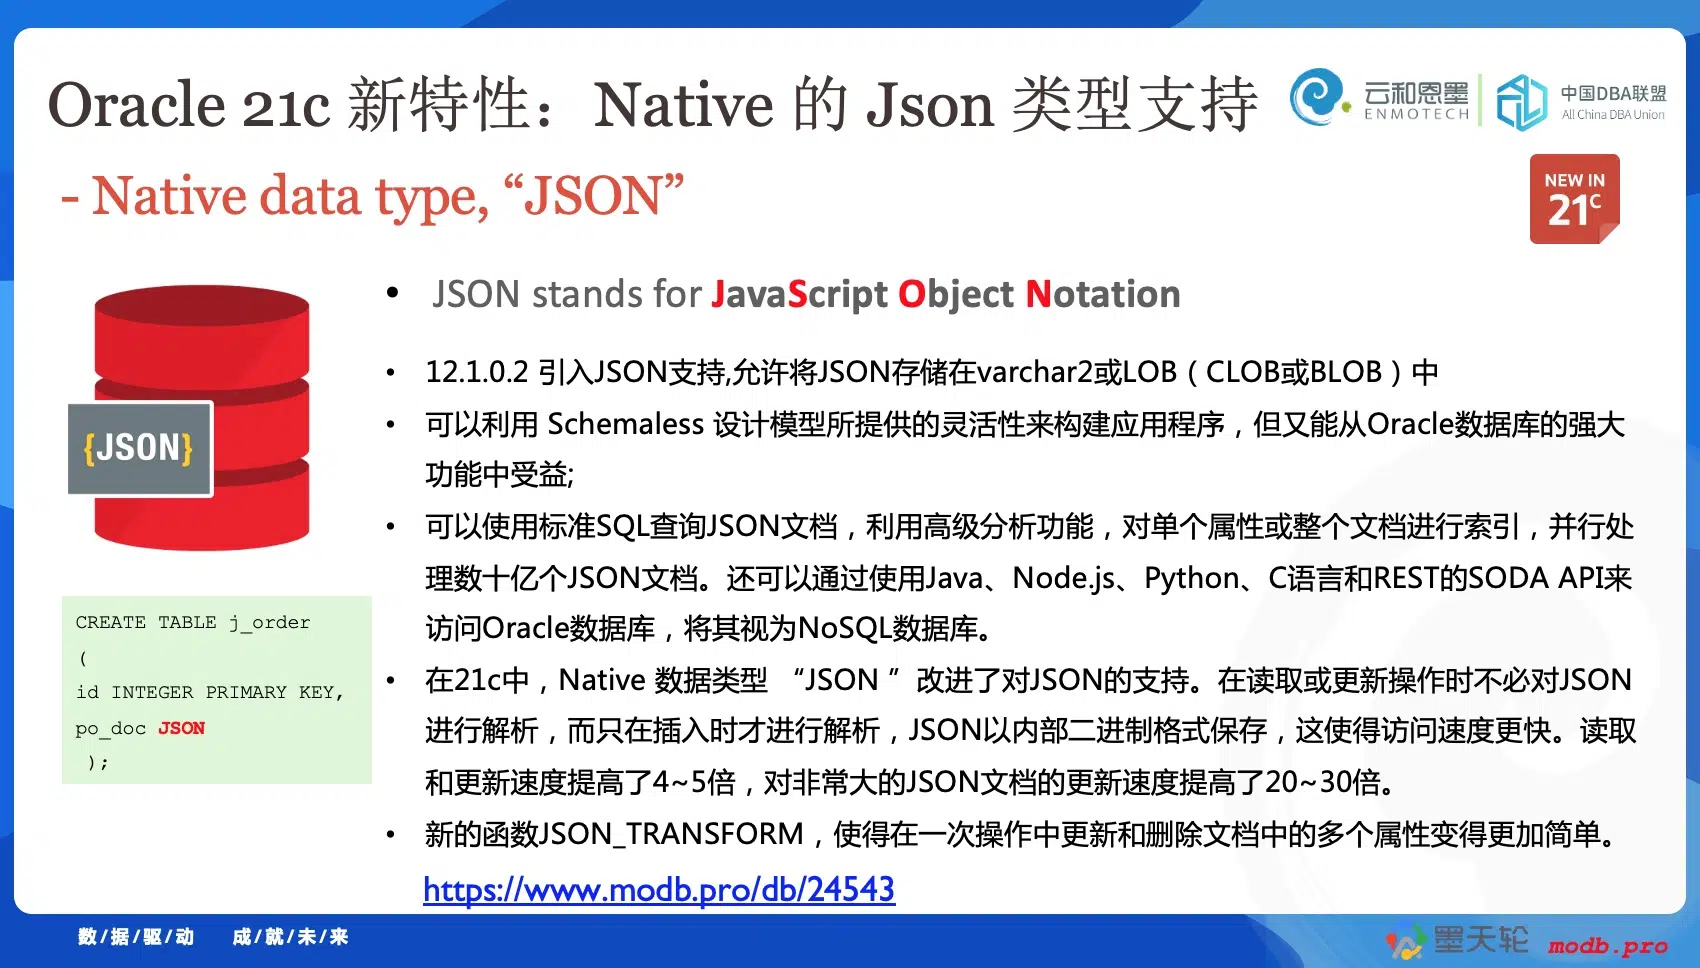 Oracle 21c 新特性：Native 的 Json 类型支持
云和恩墨
ENMOTECH
中国DBA联盟
All China DBA Union
- Native data type, “JSON”
NEW IN
21c
• JSON stands for JavaScript Object Notation
• 12.1.0.2 引入JSON支持,允许将JSON存储在varchar2或LOB（CLOB或BLOB）中
• 可以利用 Schemaless 设计模型所提供的灵活性来构建应用程序，但又能从Oracle数据库的强大
功能中受益;
• 可以使用标准SQL查询JSON文档，利用高级分析功能，对单个属性或整个文档进行索引，并行处
理数十亿个JSON文档。还可以通过使用Java、Node.js、Python、C语言和REST的SODA API来
访问Oracle数据库，将其视为NoSQL数据库。
• 在21c中，Native 数据类型 “JSON ” 改进了对JSON的支持。在读取或更新操作时不必对JSON
进行解析，而只在插入时才进行解析，JSON以内部二进制格式保存，这使得访问速度更快。读取
和更新速度提高了4~5倍，对非常大的JSON文档的更新速度提高了20~30倍。
• 新的函数JSON_TRANSFORM，使得在一次操作中更新和删除文档中的多个属性变得更加简单。
https://www.modb.pro/db/24543
{JSON}
CREATE TABLE j_order
(
id INTEGER PRIMARY KEY,
po_doc JSON
);
数/据/驱/动 成/就/未/来
墨天轮 modb.pro